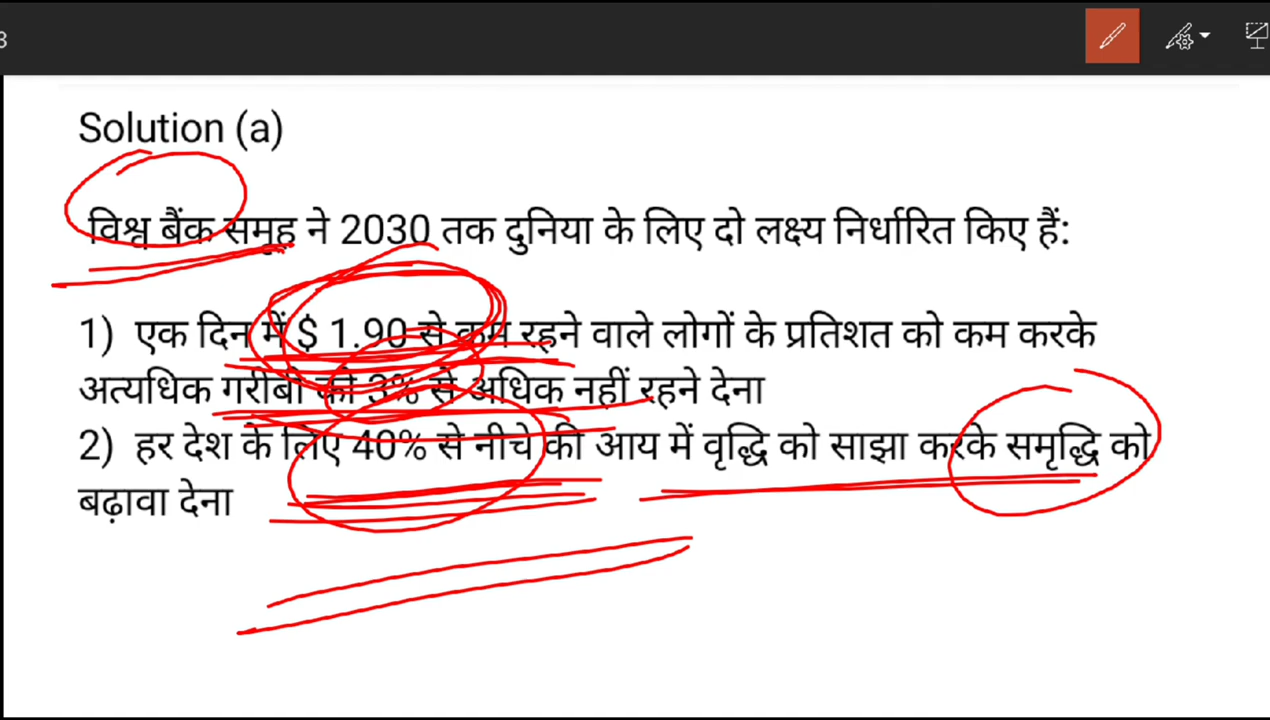 3
Solution (a)
विश्व बैंक समूह ने 2030 तक दुनिया के लिए दो लक्ष्य निर्धारित किए हैं:
1) एक दिन में $ 1.90 से कम रहने वाले लोगों के प्रतिशत को कम करके
अत्यधिक गरीबी को 3% से अधिक नहीं रहने देना
2) हर देश के लिए 40% से नीचे की आय में वृद्धि को साझा करके समृद्धि को
बढ़ावा देना